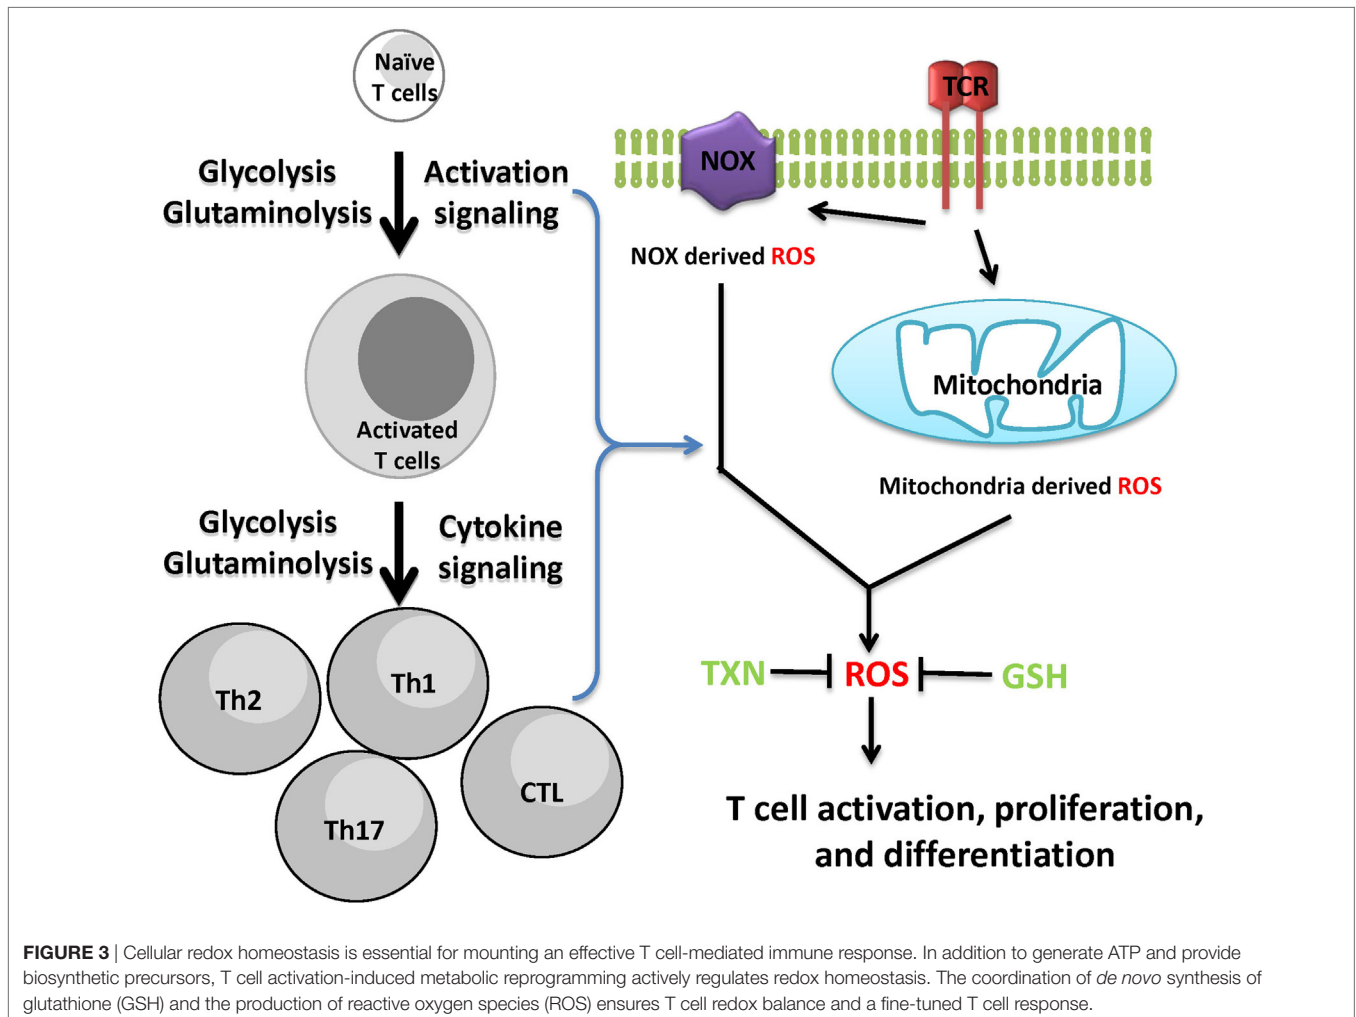 Naïve
T cells
Glycolysis
Glutaminolysis
Activation
signaling
Activated
T cells
Glycolysis
Glutaminolysis
Cytokine
signaling
Th2
Th1
Th17
CTL
TCR
NOX
NOX derived ROS
Mitochondria
Mitochondria derived ROS
TXN
ROS
GSH
T cell activation, proliferation,
and differentiation
FIGURE 3 | Cellular redox homeostasis is essential for mounting an effective T cell-mediated immune response. In addition to generate ATP and provide
biosynthetic precursors, T cell activation-induced metabolic reprogramming actively regulates redox homeostasis. The coordination of de novo synthesis of
glutathione (GSH) and the production of reactive oxygen species (ROS) ensures T cell redox balance and a fine-tuned T cell response.